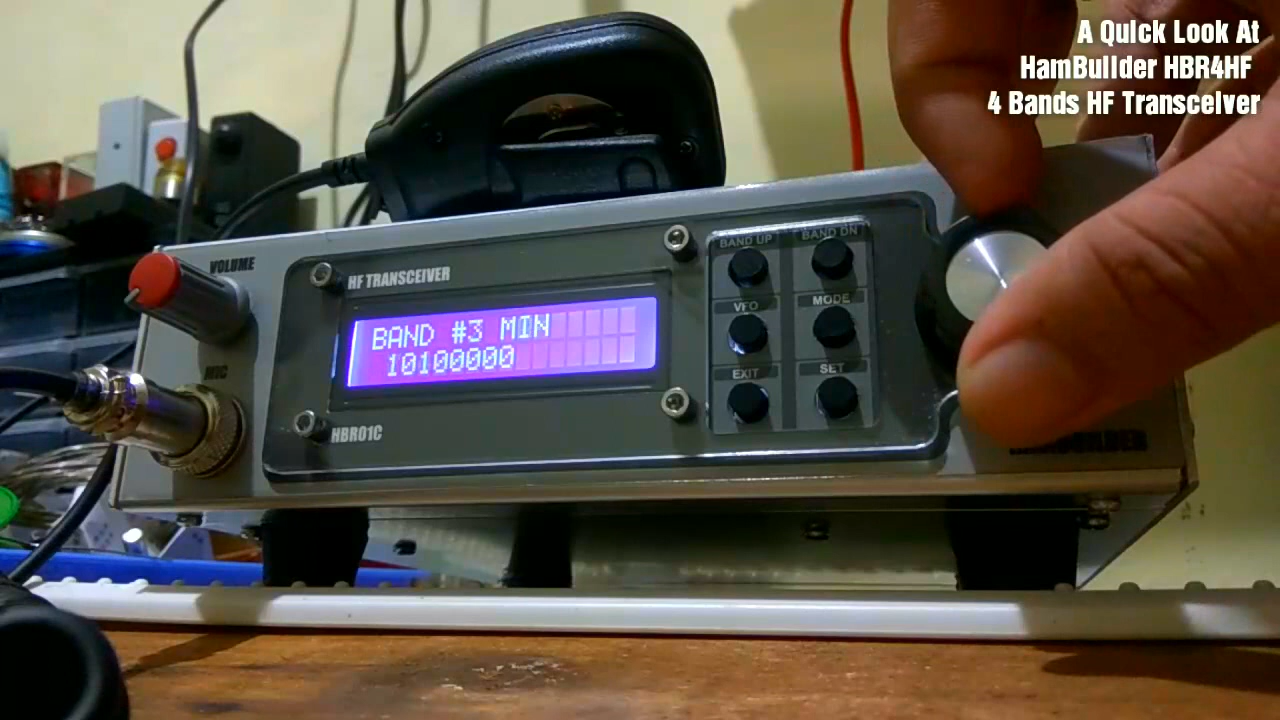 A Quick Look At
HamBuilder HBR4HF
4 Bands HF Transceiver
VOLUME
HF TRANSCEIVER
BAND UP
BAND DN
BAND #3 MIN
10100000
VFO
MODE
MIC
EXIT
SET
HBR01C